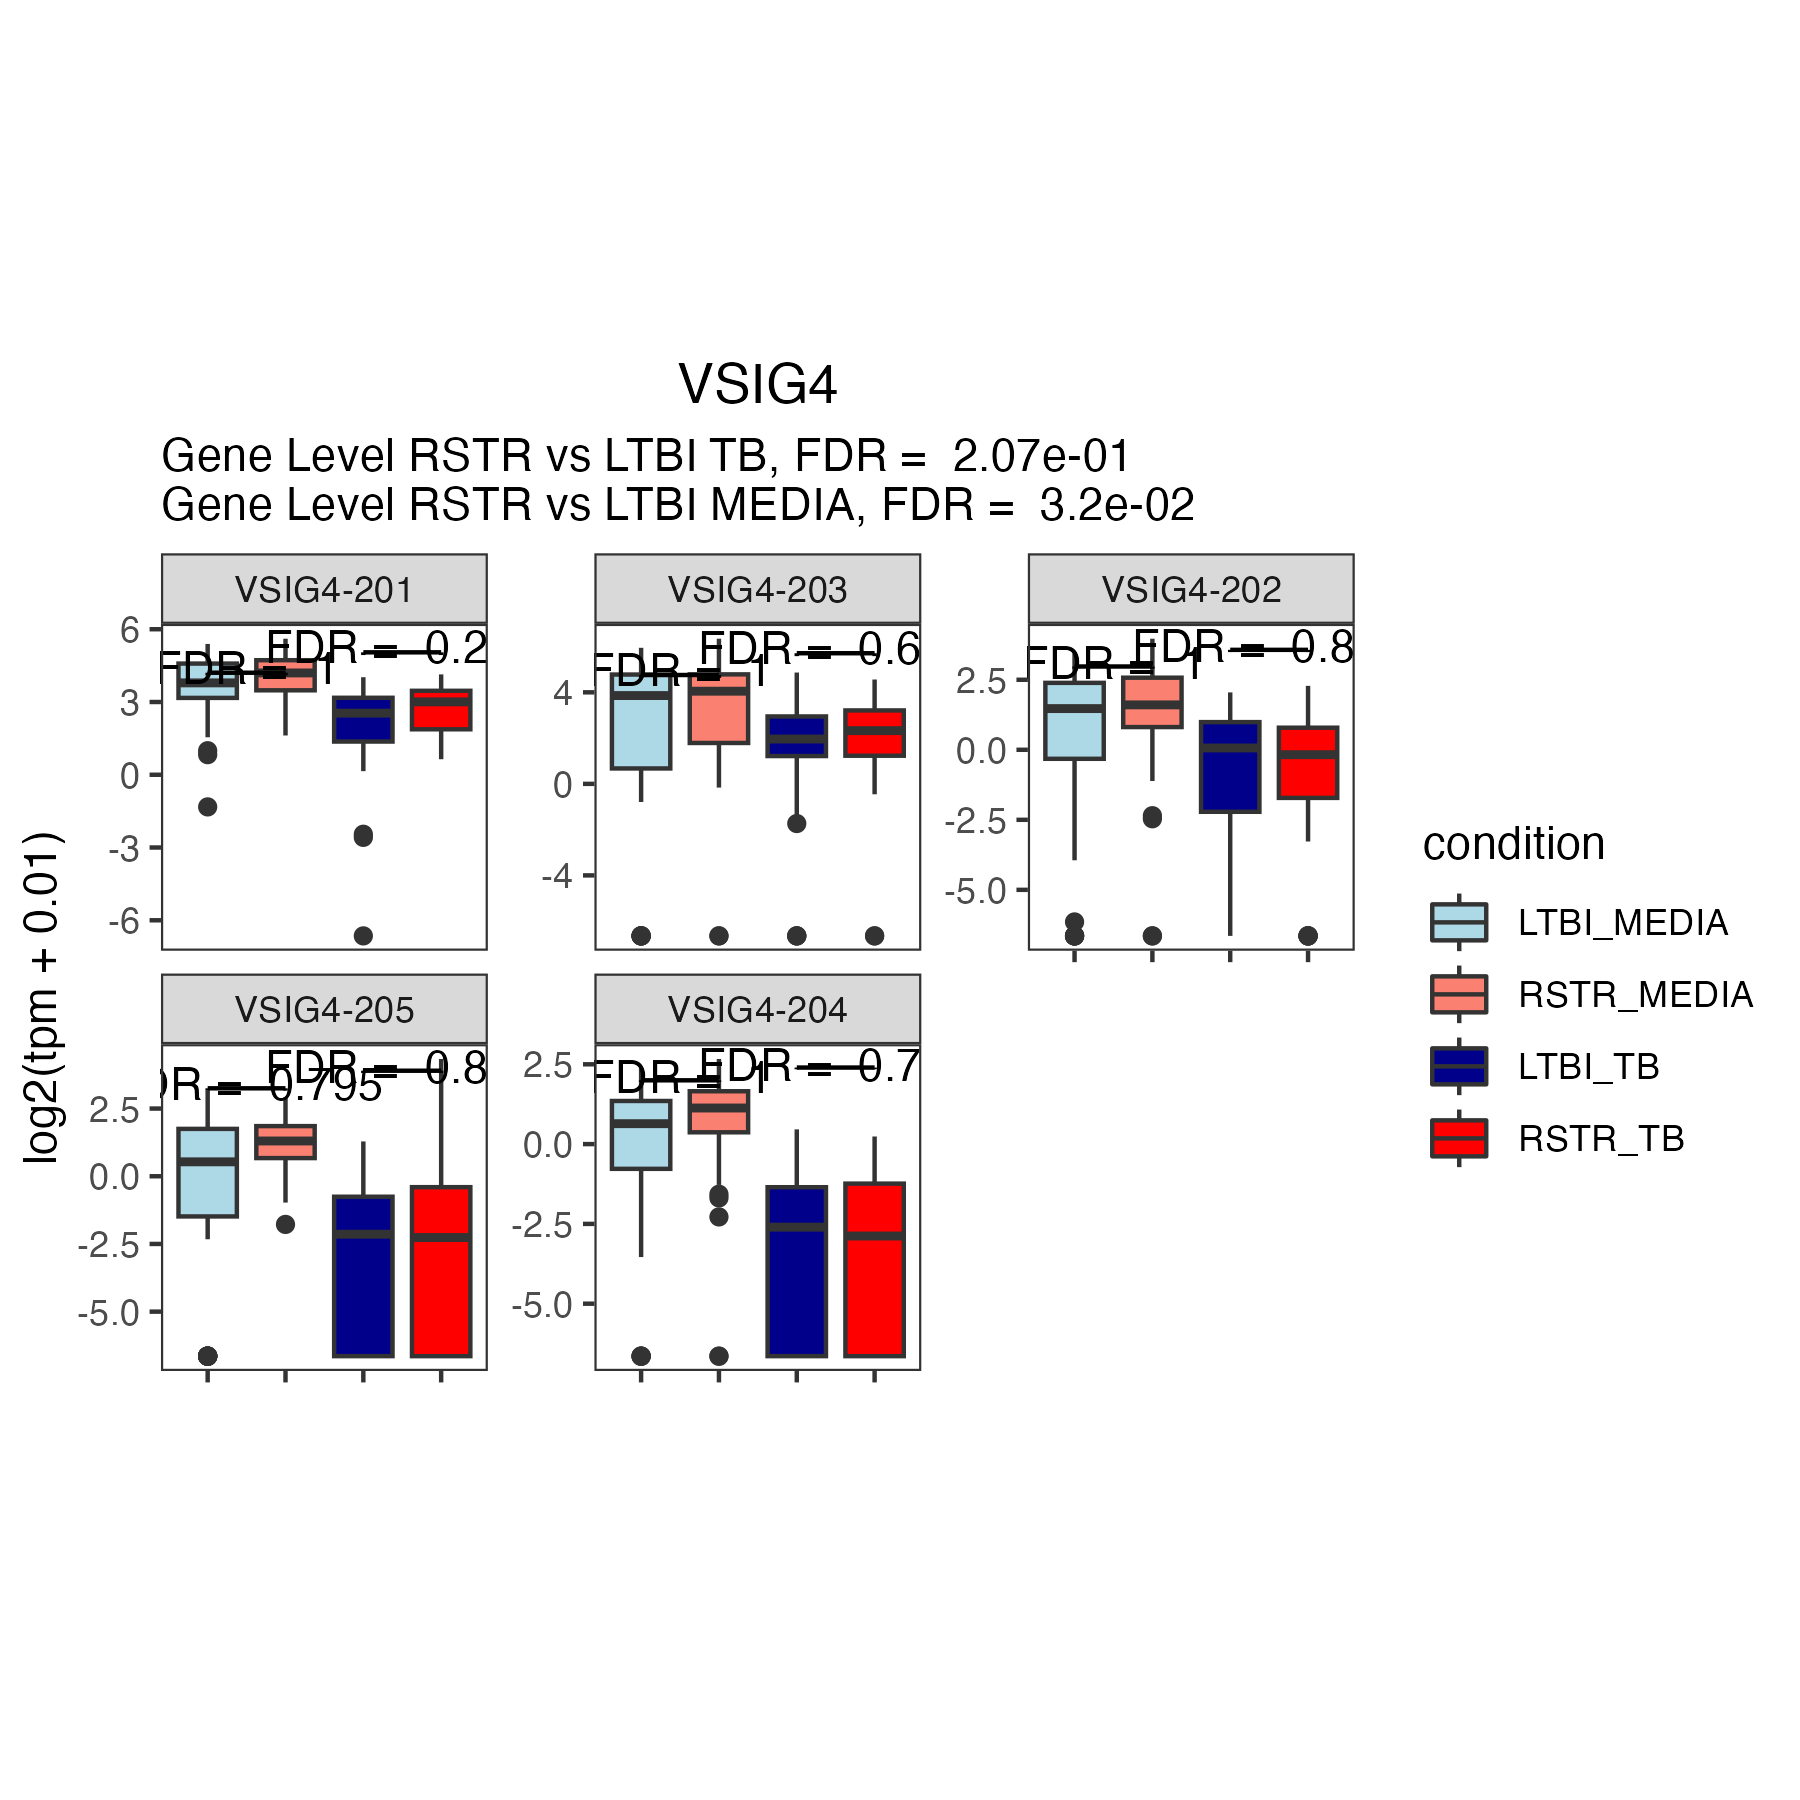 VSIG4
Gene Level RSTR vs LTBI TB, FDR = 2.07e-01
Gene Level RSTR vs LTBI MEDIA, FDR = 3.2e-02
log2(tpm + 0.01)
VSIG4-201
FDR = 1
FDR = 0.2
6
3
0
-3
-6
VSIG4-203
FDR = 1
FDR = 0.6
4
0
-4
VSIG4-202
FDR = 1
FDR = 0.8
2.5
0.0
-2.5
-5.0
VSIG4-205
DR = 0.795
FDR = 0.8
2.5
0.0
-2.5
-5.0
VSIG4-204
FDR = 1
FDR = 0.7
2.5
0.0
-2.5
-5.0
condition
LTBI_MEDIA
RSTR_MEDIA
LTBI_TB
RSTR_TB